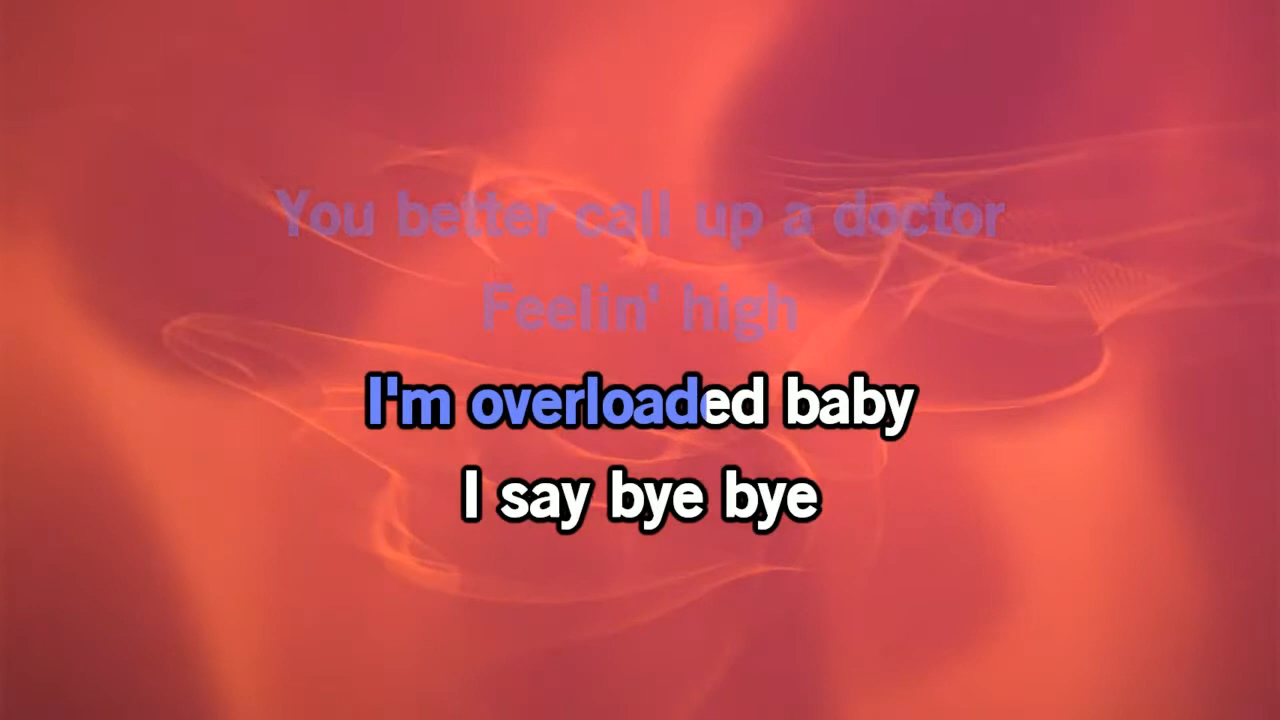 You better call up a doctor
Feelin' high
I'm overloaded baby
I say bye bye